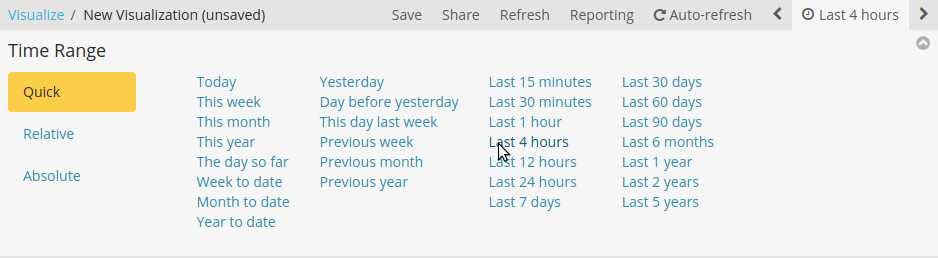 Visualize / New Visualization (unsaved) Save Share Refresh Reporting Auto-refresh Last 4 hours
Time Range
Quick
Relative
Absolute
Today
This week
This month
This year
The day so far
Week to date
Month to date
Year to date
Yesterday
Day before yesterday
This day last week
Previous week
Previous month
Previous year
Last 15 minutes
Last 30 minutes
Last 1 hour
Last 4 hours
Last 12 hours
Last 24 hours
Last 7 days
Last 30 days
Last 60 days
Last 90 days
Last 6 months
Last 1 year
Last 2 years
Last 5 years